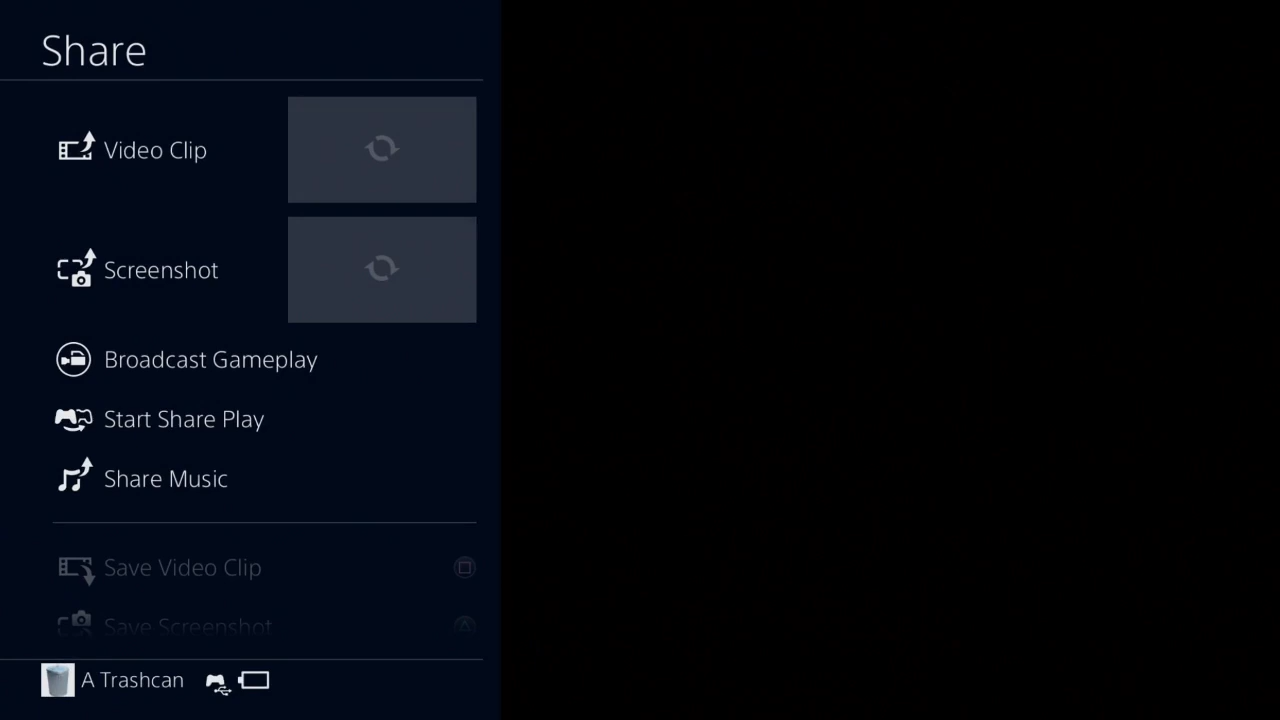 Share
Video Clip
Screenshot
Broadcast Gameplay
Start Share Play
Share Music
Save Video Clip
Save Screenshot
A Trashcan